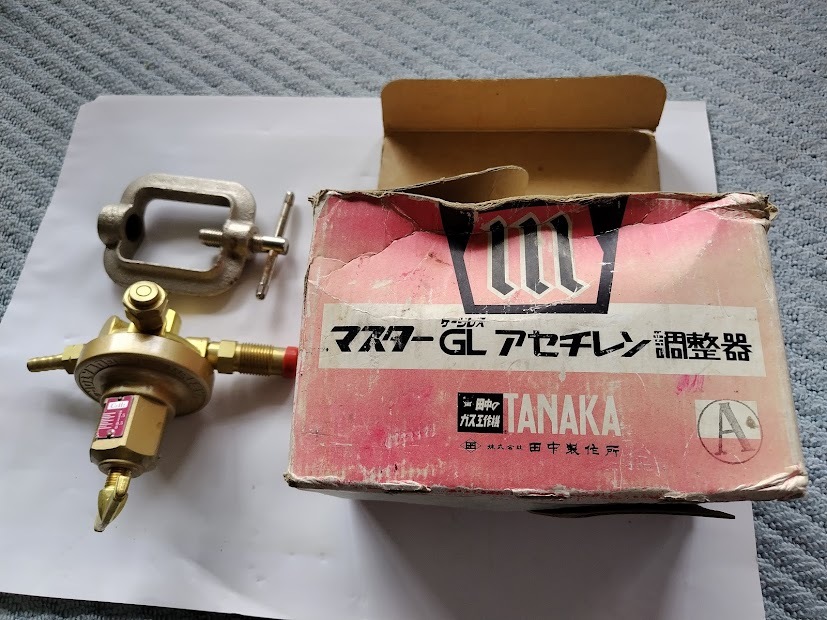 m
ゲージレス
マスターGL アセチレン調整器
田中の
ガス工作機
TANAKA
株式会社 田中製作所
A